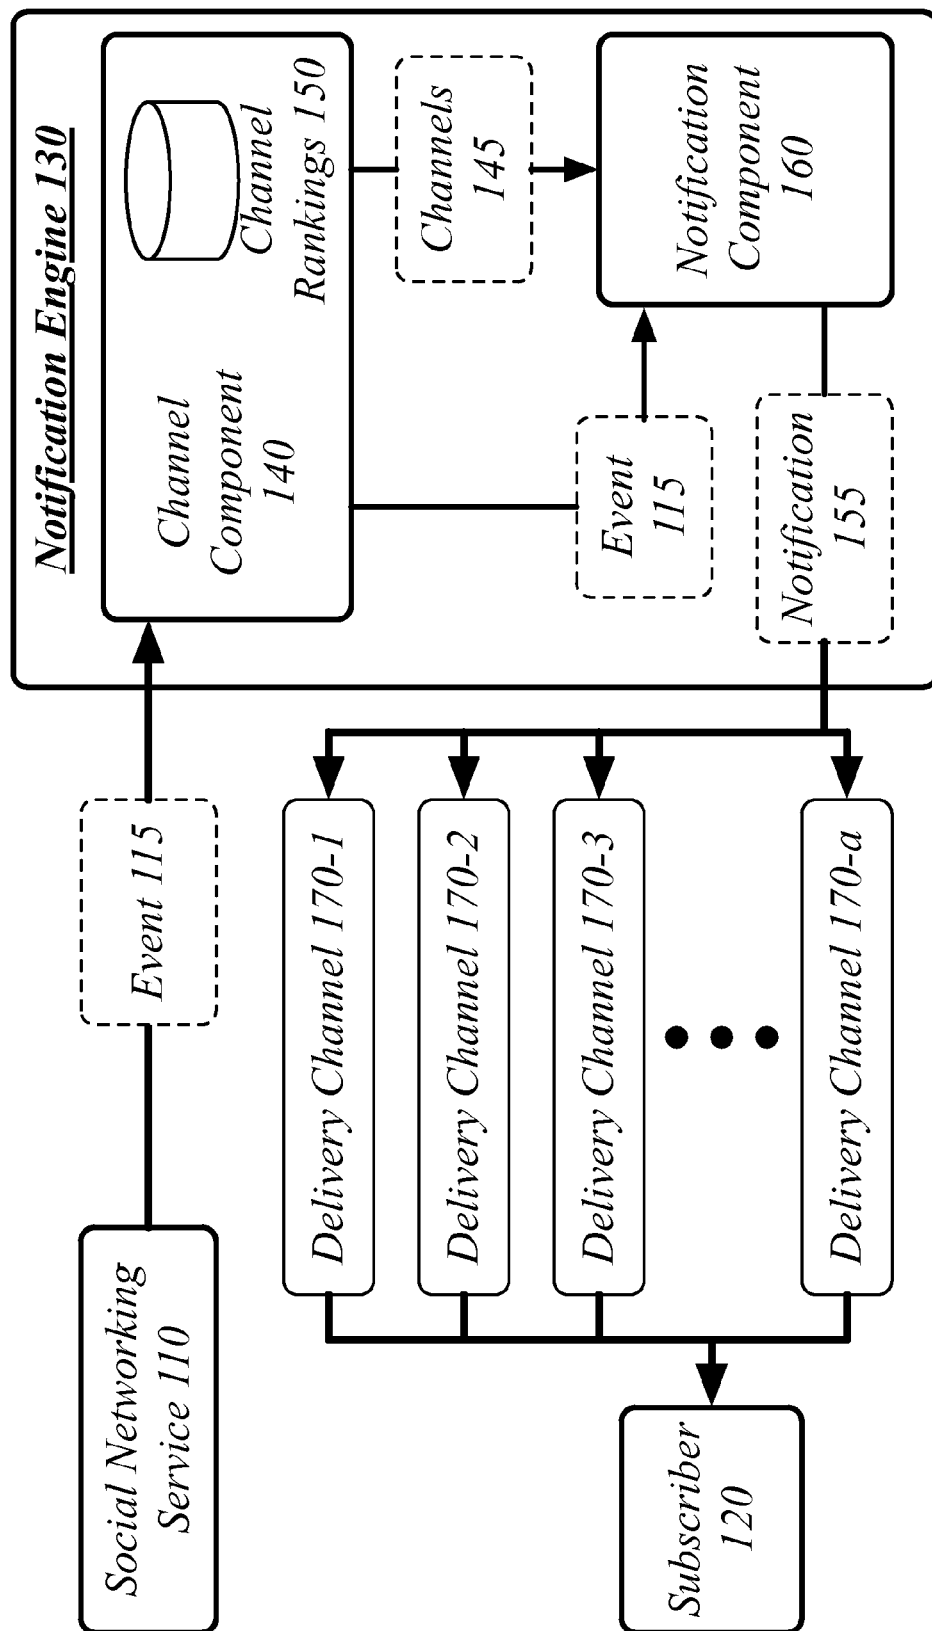 Social Networking
Service 110
Event 115
Notification Engine 130
Channel
Component
140
Channel
Rankings 150
Channels
145
Event
115
Notification
Component
160
Notification
155
Delivery Channel 170-1
Delivery Channel 170-2
Delivery Channel 170-3
Delivery Channel 170-a
Subscriber
120